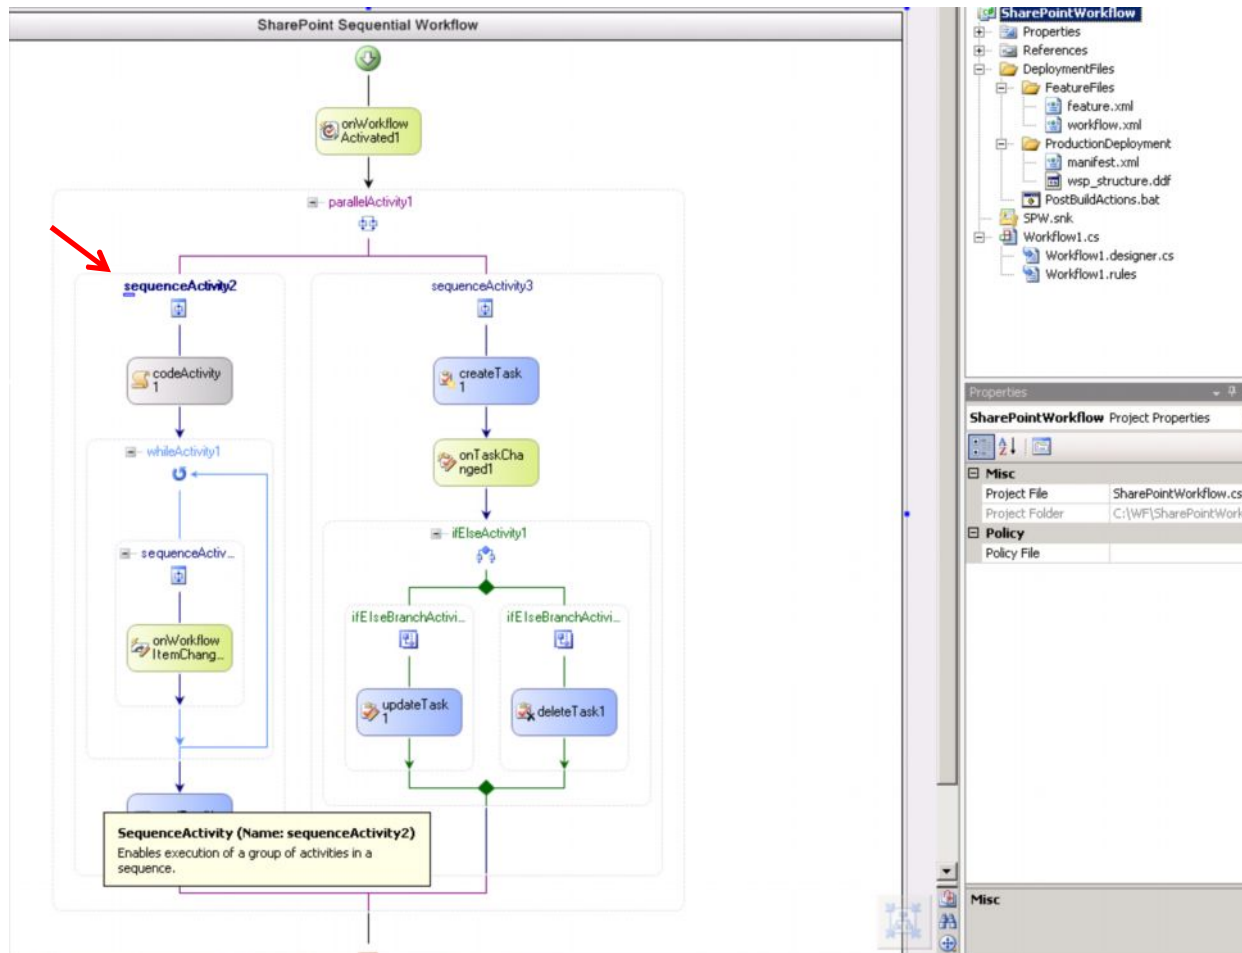 SharePoint Sequential Workflow
onWorkflow
Activated1
parallelActivity1
sequenceActivity2
sequenceActivity3
codeActivity
1
createTask
1
whileActivity1
onTaskCha
nged1
sequenceActiv...
ifElseActivity1
onWorkflow
ItemChang...
ifElseBranchActivi...
ifElseBranchActivi...
updateTask
1
deleteTask1
SequenceActivity (Name: sequenceActivity2)
Enables execution of a group of activities in a
sequence.
SharePointWorkflow
Properties
References
DeploymentFiles
FeatureFiles
feature.xml
workflow.xml
ProductionDeployment
manifest.xml
wsp_structure.ddf
PostBuildActions.bat
SPW.snk
Workflow1.cs
Workflow1.designer.cs
Workflow1.rules
Properties
SharePointWorkflow Project Properties
Misc
Project File SharePointWorkflow.cs
Project Folder C:\WF\SharePointWork
Policy
Policy File
Misc